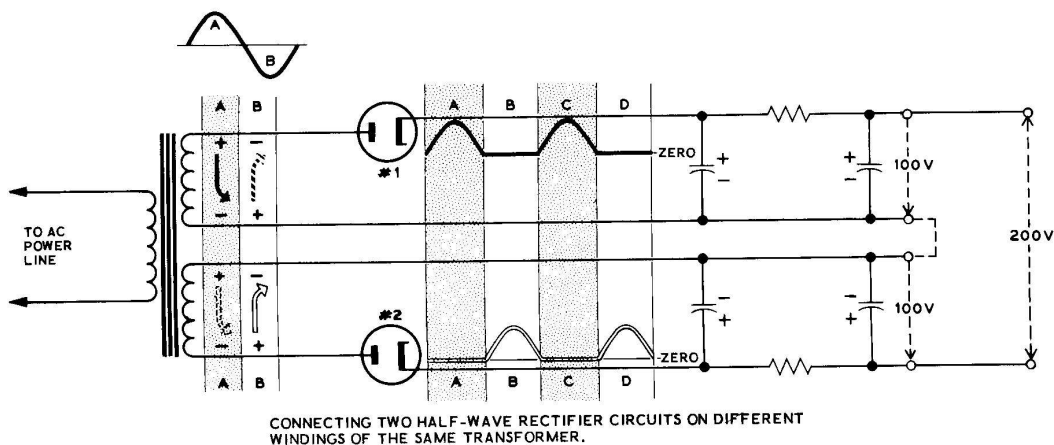 A
B
A B
A B C D
+ -
- +
#1
ZERO
+
-
+
-
100V
TO AC
POWER
LINE
200V
+ -
- +
#2
-
+
-
+
100V
ZERO
A B
A B C D
CONNECTING TWO HALF-WAVE RECTIFIER CIRCUITS ON DIFFERENT
WINDINGS OF THE SAME TRANSFORMER.